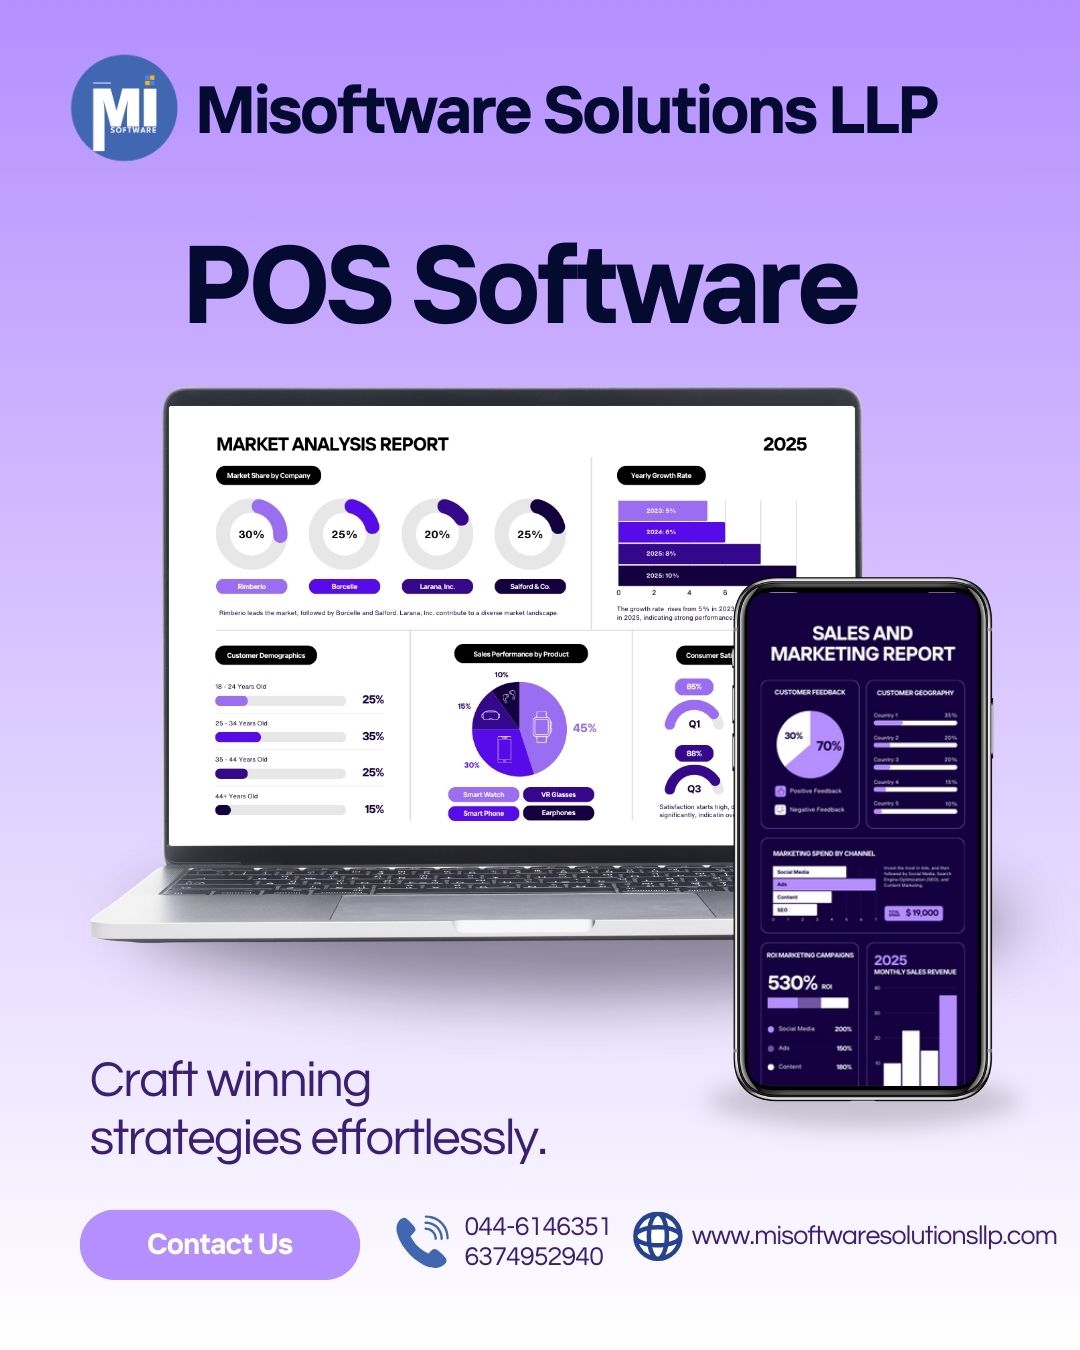 Mi
SOFTWARE
Misoftware Solutions LLP
POS Software
MARKET ANALYSIS REPORT
2025
Market Share by Company
30%
25%
20%
25%
Rimberio
Borcelle
Larana, Inc.
Salford & Co.
Rimberio leads the market, followed by Borcelle and Salford. Larana, Inc. contribute to a diverse market landscape.
Yearly Growth Rate
2023: 5%
2024: 6%
2025: 8%
2025: 10%
0 2 4 6
The growth rate rises from 5% in 2023
in 2025, indicating strong performance.
Customer Demographics
18 - 24 Years Old
25%
25 - 34 Years Old
35%
35 - 44 Years Old
25%
44+ Years Old
15%
Sales Performance by Product
10%
15%
45%
30%
Smart Watch
VR Glasses
Smart Phone
Earphones
Consumer Sati
85%
Q1
88%
Q3
Satisfaction starts high, d
significantly, indicatin ov
SALES AND
MARKETING REPORT
CUSTOMER FEEDBACK
30%
70%
Positive Feedback
Negative Feedback
CUSTOMER GEOGRAPHY
Country 1 35%
Country 2 20%
Country 3 20%
Country 4 15%
Country 5 10%
MARKETING SPEND BY CHANNEL
Social Media
Ads
Content
SEO
0 1 2 3 4 5 6 7
Invest the most in Ads, and then
followed by Social Media, Search
Engine Optimization (SEO), and
Content Marketing.
$ 19,000
ROI MARKETING CAMPAIGNS
530% ROI
Social Media 200%
Ads 150%
Content 180%
2025
MONTHLY SALES REVENUE
40
30
20
10
Craft winning
strategies effortlessly.
Contact Us
044-6146351
6374952940
www.misoftwaresolutionsllp.com